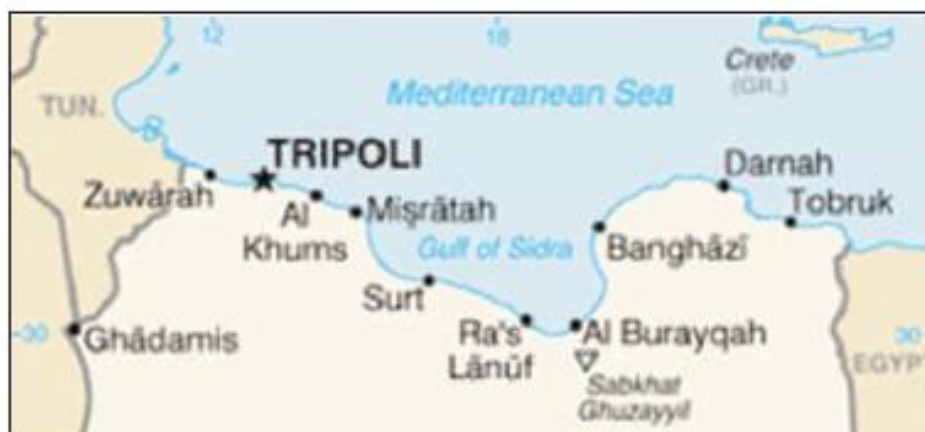 12
18
Crete
(GR.)
Mediterranean Sea
TUN.
TRIPOLI
Darnah
Zuwārah
Al
Khums
Miṣrātah
Tobruk
Gulf of Sidra
Banghāzī
Surt
Ra's
Lānūf
Al Burayqah
30
Ghādamis
30
EGYPT
Sabkhat
Ghuzayyil